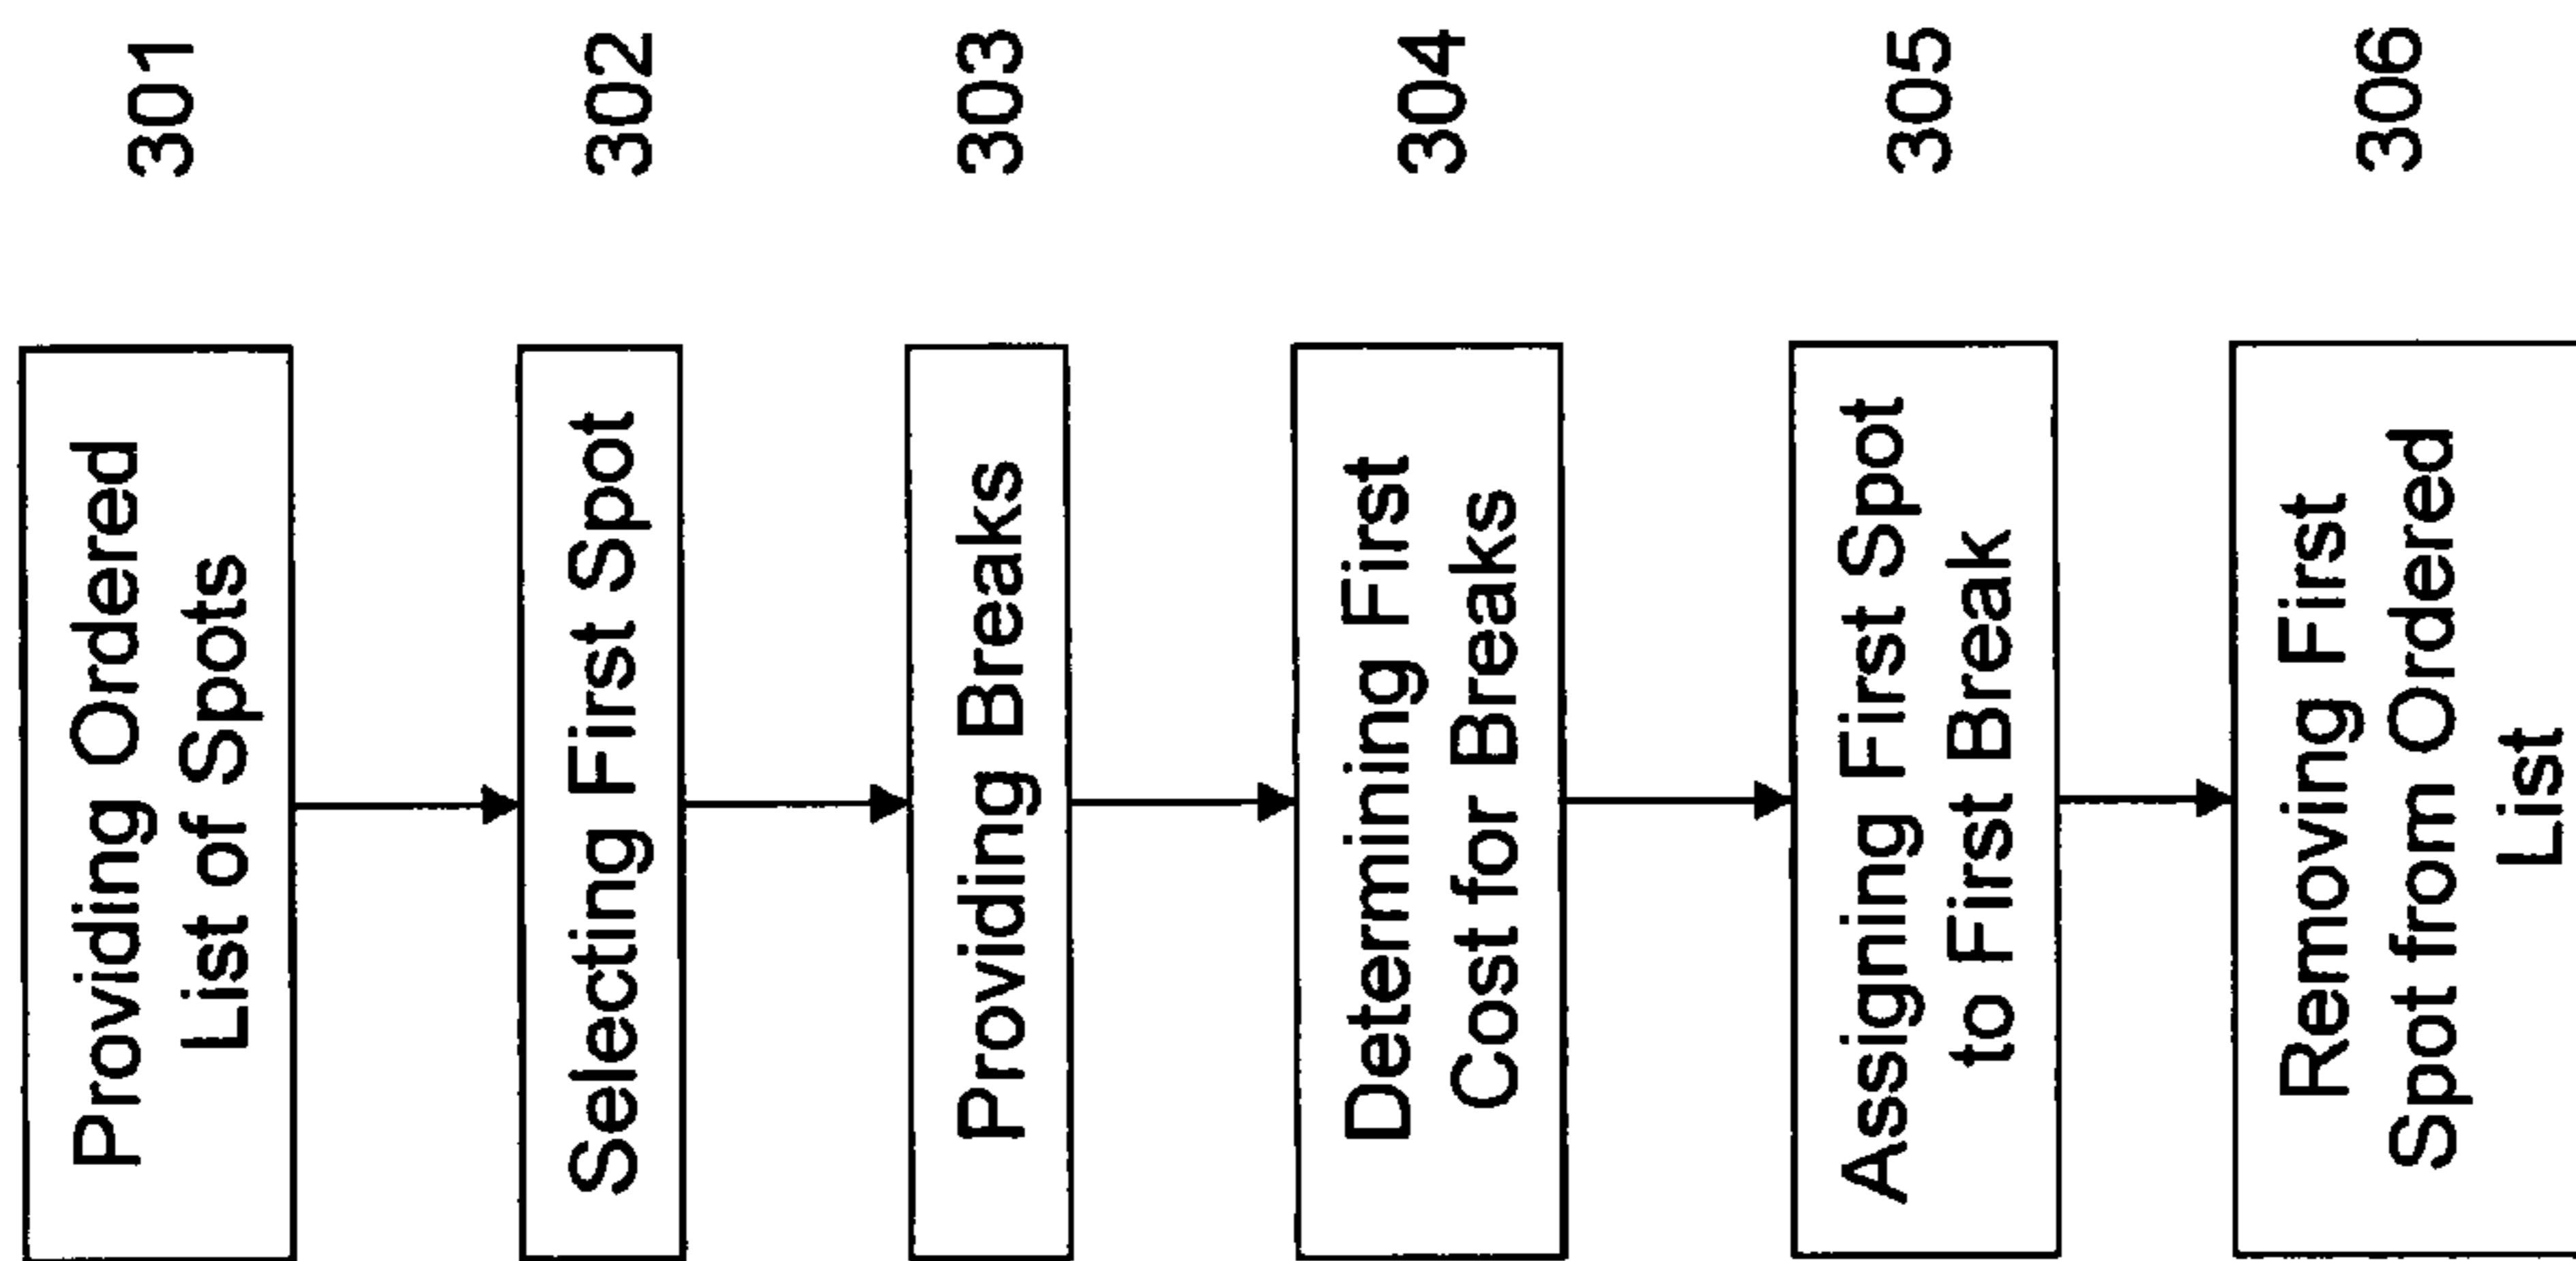 Providing Ordered
List of Spots
301
Selecting First Spot
302
Providing Breaks
303
Determining First
Cost for Breaks
304
Assigning First Spot
to First Break
305
Removing First
Spot from Ordered
List
306